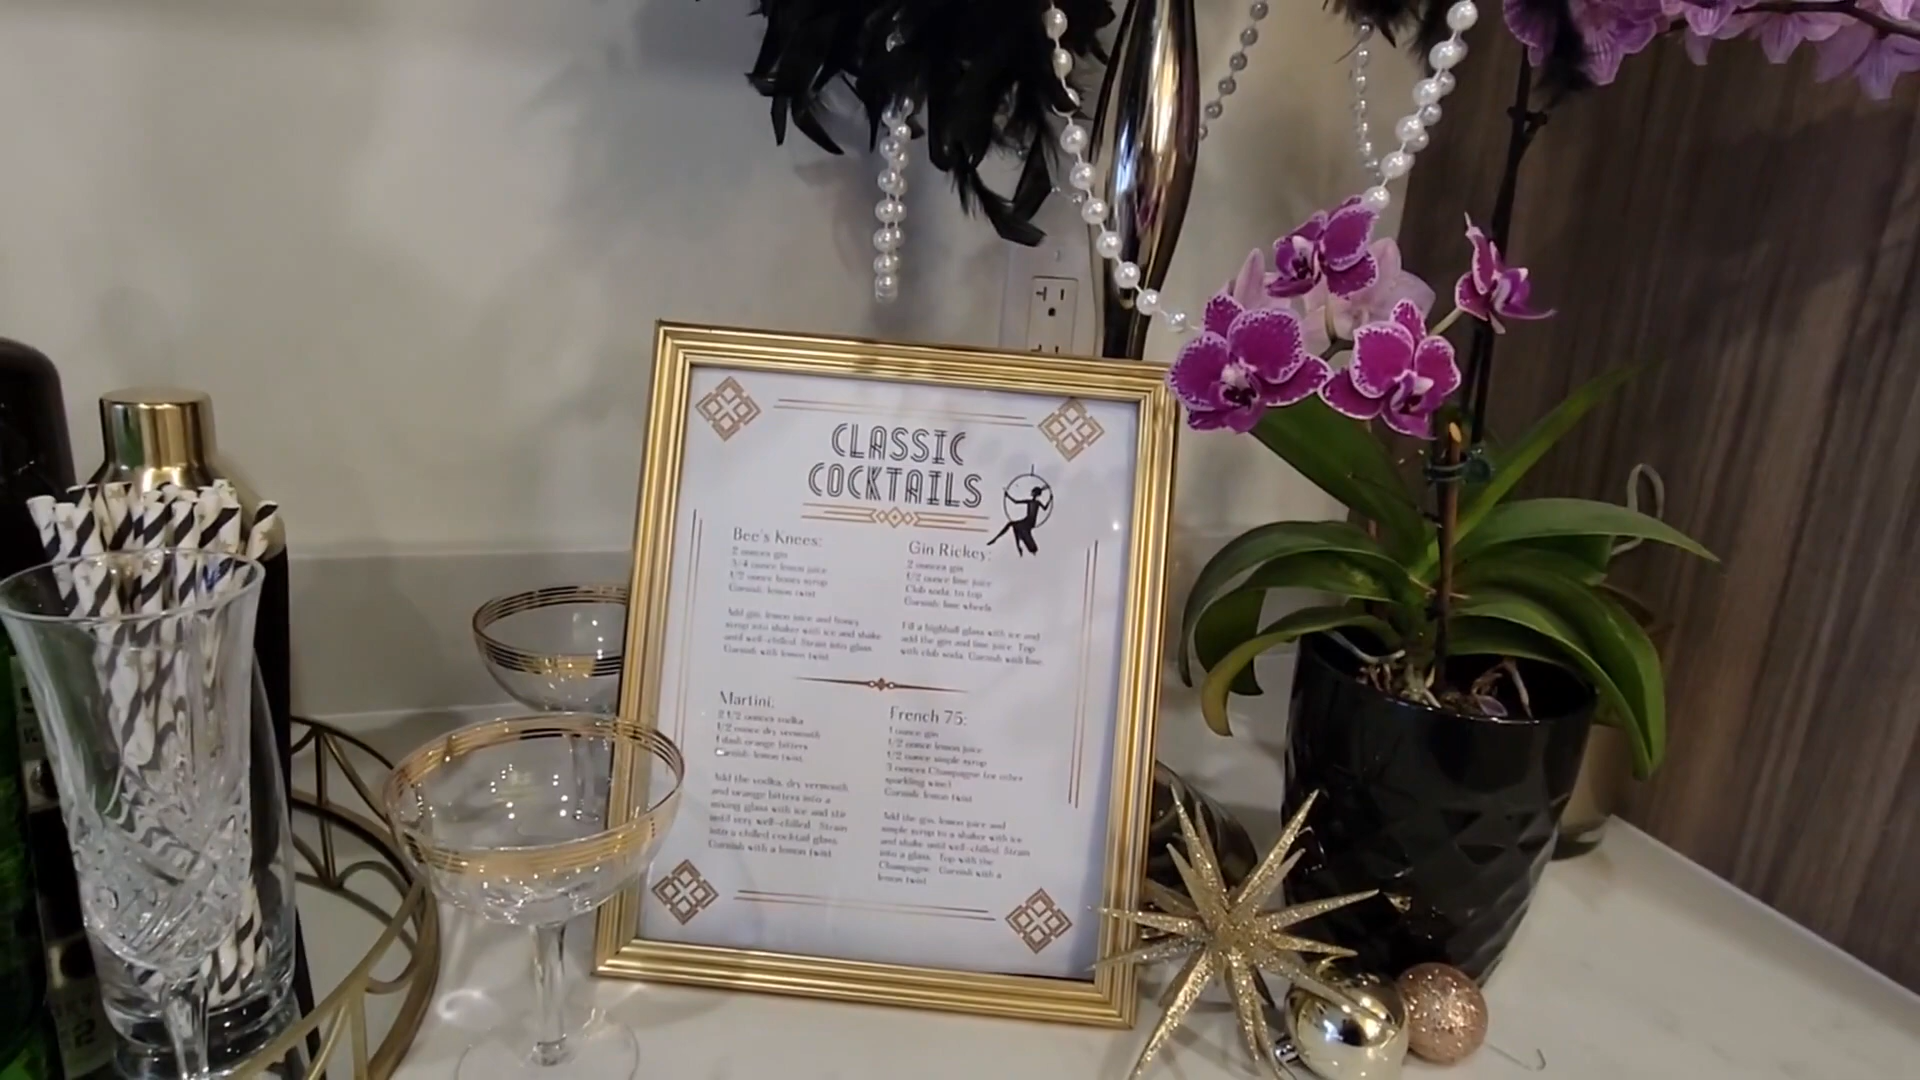 CLASSIC
COCKTAILS
Bee's Knees:
2 ounces gin
3/4 ounce lemon juice
1/2 ounce honey syrup
Garnish: lemon twist
Add gin, lemon juice and honey
syrup into shaker with ice and shake
until well-chilled. Strain into glass
Garnish with lemon twist
Gin Rickey:
2 ounces gin
1/2 ounce lime juice
Club soda, to top
Garnish: lime wheels
Fill a highball glass with ice and
add the gin and lime juice. Top
with club soda. Garnish with lime.
Martini:
2 1/2 ounces vodka
1/2 ounce dry vermouth
1 dash orange bitters
Garnish: lemon twist
Add the vodka, dry vermouth
and orange bitters into a
mixing glass with ice and stir
until very well-chilled. Strain
into a chilled cocktail glass.
Garnish with a lemon twist
French 75:
1 ounce gin
1/2 ounce lemon juice
1/2 ounce simple syrup
3 ounces Champagne (or other
sparkling wine)
Garnish: lemon twist
Add the gin, lemon juice and
simple syrup to a shaker with ice
and shake until well-chilled. Strain
into a glass. Top with the
Champagne. Garnish with a
lemon twist